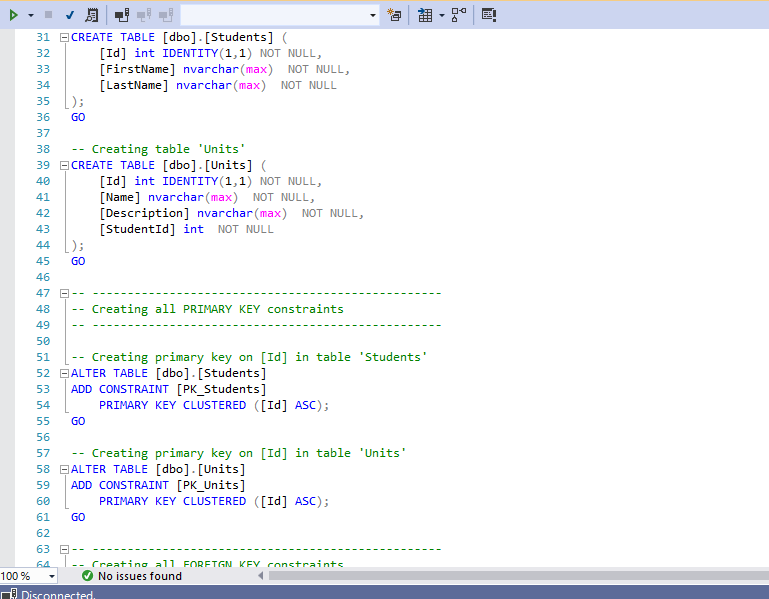 31 CREATE TABLE [dbo].[Students] (
32 [Id] int IDENTITY(1,1) NOT NULL,
33 [FirstName] nvarchar(max)  NOT NULL,
34 [LastName] nvarchar(max)  NOT NULL
35 );
36 GO
37
38 -- Creating table 'Units'
39 CREATE TABLE [dbo].[Units] (
40 [Id] int IDENTITY(1,1) NOT NULL,
41 [Name] nvarchar(max)  NOT NULL,
42 [Description] nvarchar(max)  NOT NULL,
43 [StudentId] int  NOT NULL
44 );
45 GO
46
47 -- --------------------------------------------------
48 -- Creating all PRIMARY KEY constraints
49 -- --------------------------------------------------
50
51 -- Creating primary key on [Id] in table 'Students'
52 ALTER TABLE [dbo].[Students]
53 ADD CONSTRAINT [PK_Students]
54 PRIMARY KEY CLUSTERED ([Id] ASC);
55 GO
56
57 -- Creating primary key on [Id] in table 'Units'
58 ALTER TABLE [dbo].[Units]
59 ADD CONSTRAINT [PK_Units]
60 PRIMARY KEY CLUSTERED ([Id] ASC);
61 GO
62
63 -- --------------------------------------------------
64 -- Creating all FOREIGN KEY constraints
100 % No issues found
Disconnected.